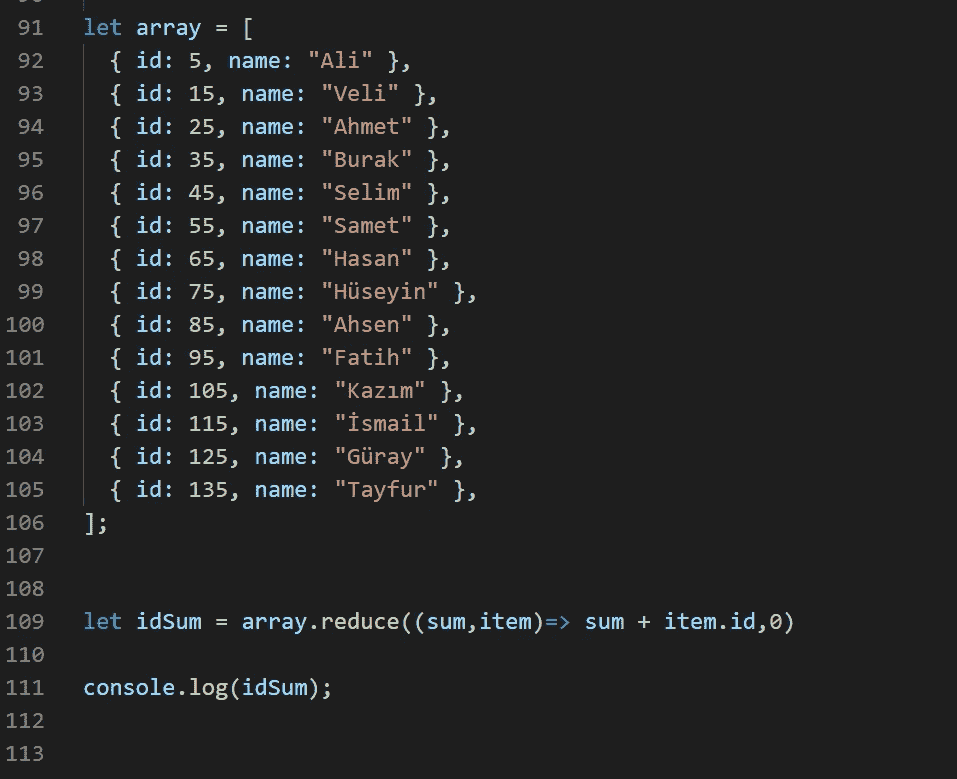 91 let array = [
92 { id: 5, name: "Ali" },
93 { id: 15, name: "Veli" },
94 { id: 25, name: "Ahmet" },
95 { id: 35, name: "Burak" },
96 { id: 45, name: "Selim" },
97 { id: 55, name: "Samet" },
98 { id: 65, name: "Hasan" },
99 { id: 75, name: "Hüseyin" },
100 { id: 85, name: "Ahsen" },
101 { id: 95, name: "Fatih" },
102 { id: 105, name: "Kazım" },
103 { id: 115, name: "İsmail" },
104 { id: 125, name: "Güray" },
105 { id: 135, name: "Tayfur" },
106 ];
107
108
109 let idSum = array.reduce((sum,item)=> sum + item.id,0)
110
111 console.log(idSum);
112
113